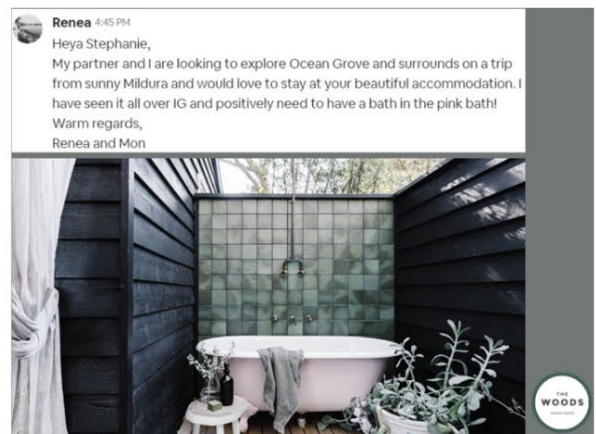 Renea 4:45 PM
Heya Stephanie,
My partner and I are looking to explore Ocean Grove and surrounds on a trip
from sunny Mildura and would love to stay at your beautiful accommodation. I
have seen it all over IG and positively need to have a bath in the pink bath!
Warm regards,
Renea and Mon
THE
WOODS